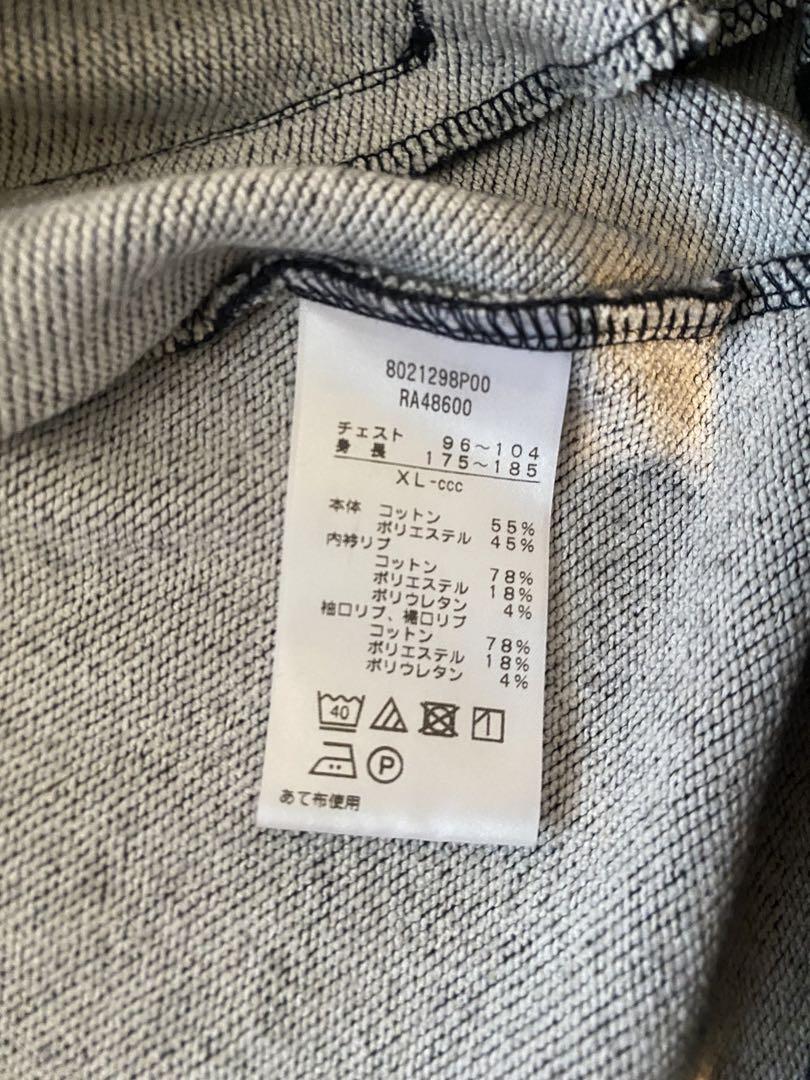 8021298P00
RA48600
チェスト 96～104
身長 175～185
XL-ccc
本体 コットン 55%
ポリエステル 45%
内衿リブ
コットン 78%
ポリエステル 18%
ポリウレタン 4%
袖口リブ、裾口リブ
コットン 78%
ポリエステル 18%
ポリウレタン 4%
40
P
あて布使用